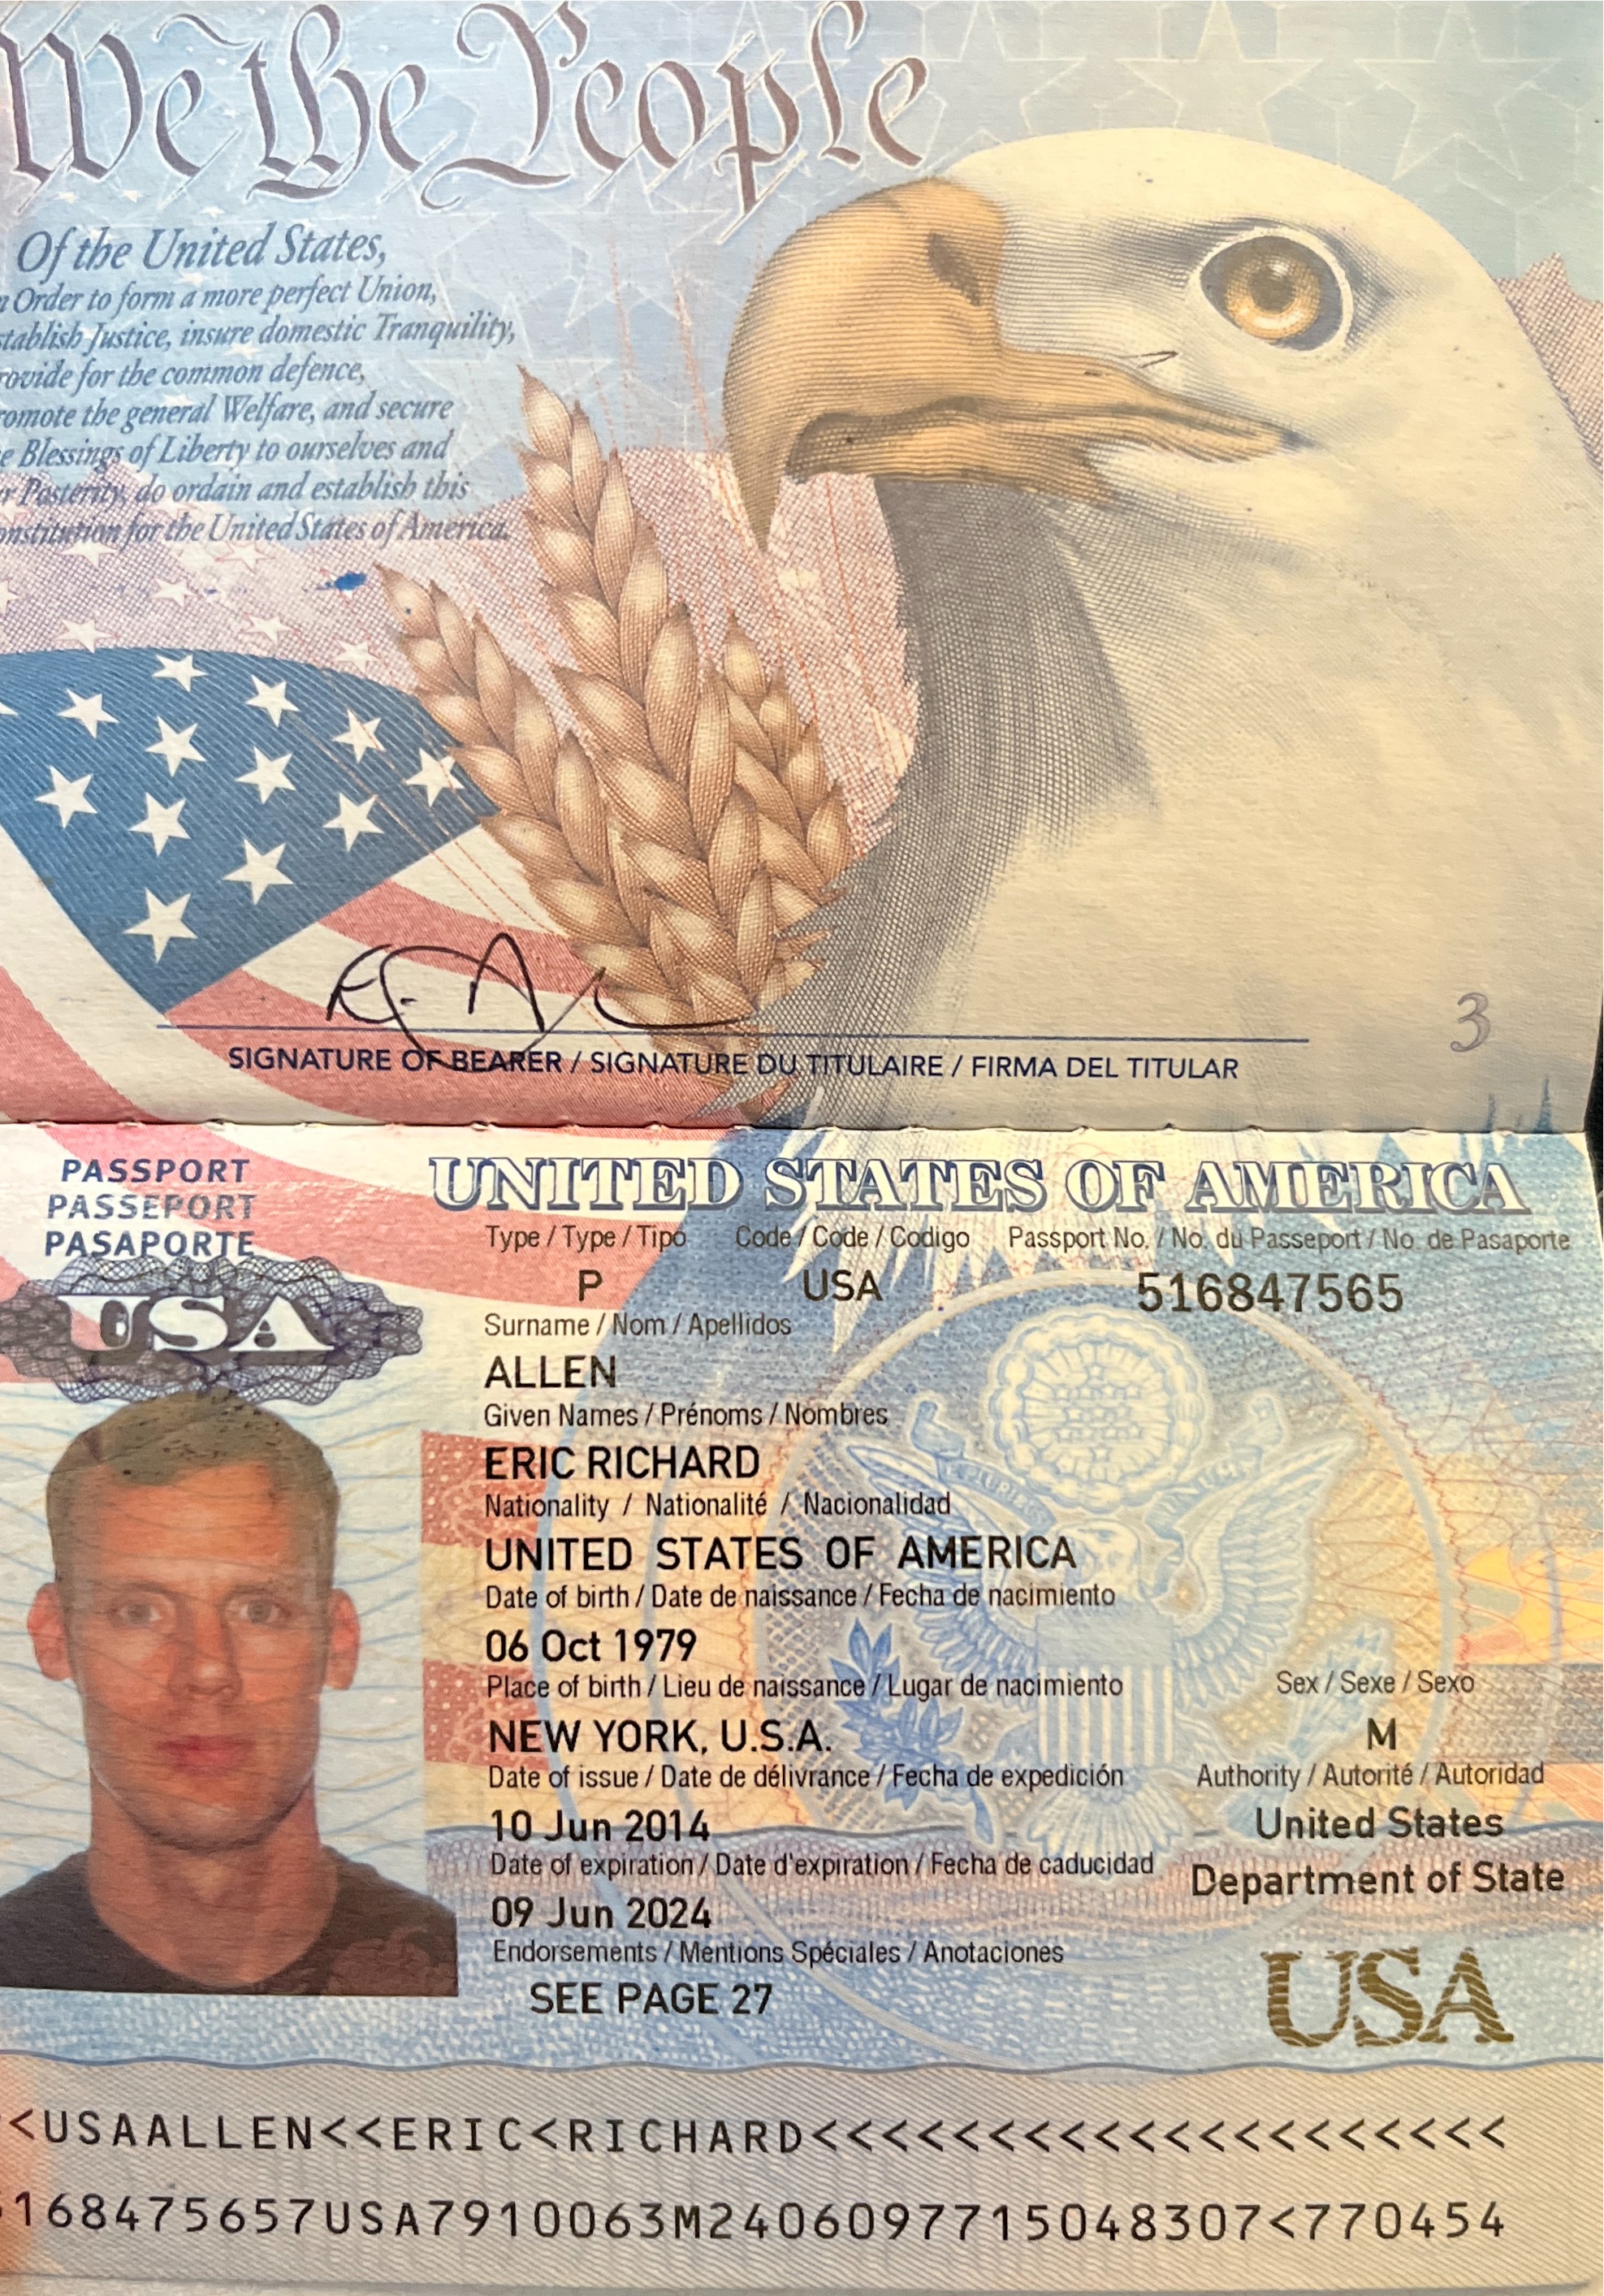 We the People
Of the United States,
Order to form a more perfect Union,
establish Justice, insure domestic Tranquility,
provide for the common defence,
promote the general Welfare, and secure
Blessings of Liberty to ourselves and
Posterity, do ordain and establish this
Constitution for the United States of America.
SIGNATURE OF BEARER / SIGNATURE DU TITULAIRE / FIRMA DEL TITULAR
3
PASSPORT
PASSEPORT
PASAPORTE
USA
UNITED STATES OF AMERICA
Type / Type / Tipo Code / Code / Codigo Passport No. / No. du Passeport / No. de Pasaporte
P USA 516847565
Surname / Nom / Apellidos
ALLEN
Given Names / Prénoms / Nombres
ERIC RICHARD
Nationality / Nationalité / Nacionalidad
UNITED STATES OF AMERICA
Date of birth / Date de naissance / Fecha de nacimiento
06 Oct 1979
Place of birth / Lieu de naissance / Lugar de nacimiento Sex / Sexe / Sexo
NEW YORK, U.S.A. M
Date of issue / Date de délivrance / Fecha de expedición Authority / Autorité / Autoridad
10 Jun 2014 United States
Date of expiration / Date d'expiration / Fecha de caducidad Department of State
09 Jun 2024
Endorsements / Mentions Spéciales / Anotaciones
SEE PAGE 27
USA
<USAALLEN<<ERIC<RICHARD<<<<<<<<<<<<<<<<<<<<
168475657USA7910063M2406097715048307<770454